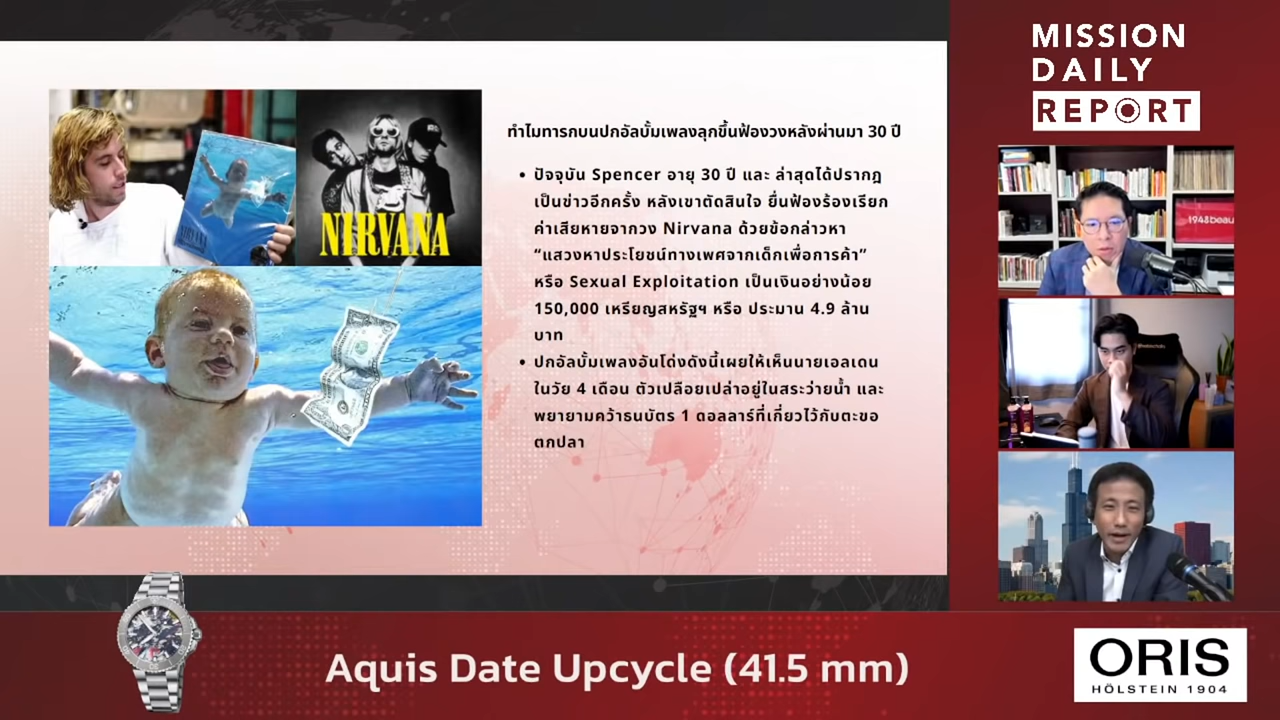 MISSION
DAILY
REPORT
ทำไมทารกบนปกอัลบั้มเพลงลุกขึ้นฟ้องวงหลังผ่านมา 30 ปี
• ปัจจุบัน Spencer อายุ 30 ปี และ ล่าสุดได้ปรากฎ
เป็นข่าวอีกครั้ง หลังเขาตัดสินใจ ยื่นฟ้องร้องเรียก
ค่าเสียหายจากวง Nirvana ด้วยข้อกล่าวหา
“แสวงหาประโยชน์ทางเพศจากเด็กเพื่อการค้า”
หรือ Sexual Exploitation เป็นเงินอย่างน้อย
150,000 เหรียญสหรัฐฯ หรือ ประมาณ 4.9 ล้าน
บาท
• ปกอัลบั้มเพลงอันโด่งดังนี้เผยให้เห็นนายเอลเดน
ในวัย 4 เดือน ตัวเปลือยเปล่าอยู่ในสระว่ายน้ำ และ
พยายามคว้าธนบัตร 1 ดอลลาร์ที่เกี่ยวไว้กับตะขอ
ตกปลา
NIRVANA
NIRVANA
1948beau
Aquis Date Upcycle (41.5 mm)
ORIS
HÖLSTEIN 1904